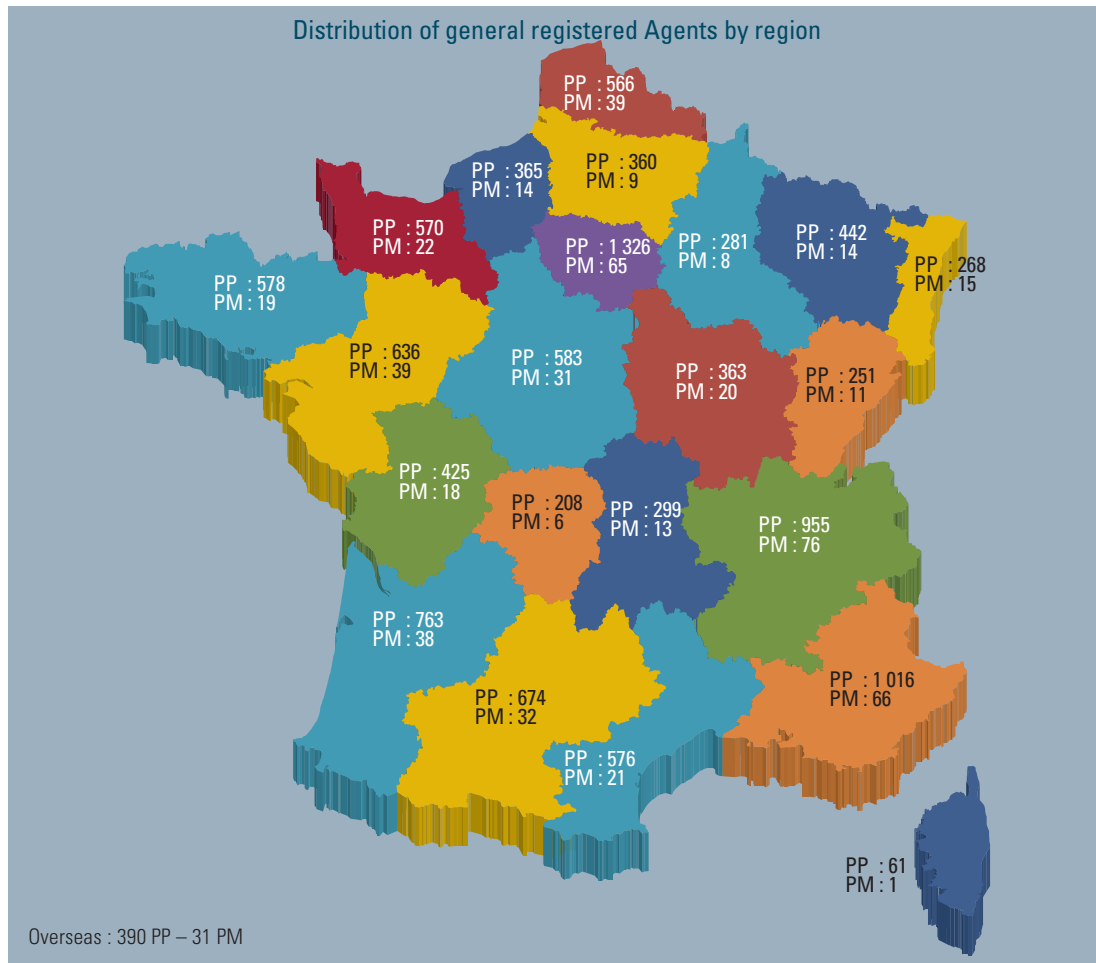 Distribution of general registered Agents by region
PP : 566
PM : 39
PP : 360
PM : 9
PP : 365
PM : 14
PP : 570
PM : 22
PP : 1 326
PM : 65
PP : 281
PM : 8
PP : 442
PM : 14
PP : 268
PM : 15
PP : 578
PM : 19
PP : 636
PM : 39
PP : 583
PM : 31
PP : 363
PM : 20
PP : 251
PM : 11
PP : 425
PM : 18
PP : 208
PM : 6
PP : 299
PM : 13
PP : 955
PM : 76
PP : 763
PM : 38
PP : 674
PM : 32
PP : 1 016
PM : 66
PP : 576
PM : 21
PP : 61
PM : 1
Overseas : 390 PP – 31 PM